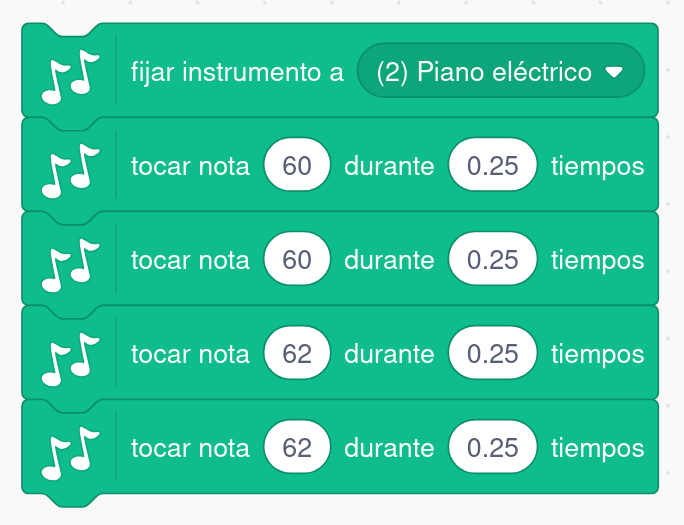 fijar instrumento a (2) Piano eléctrico
tocar nota 60 durante 0.25 tiempos
tocar nota 60 durante 0.25 tiempos
tocar nota 62 durante 0.25 tiempos
tocar nota 62 durante 0.25 tiempos